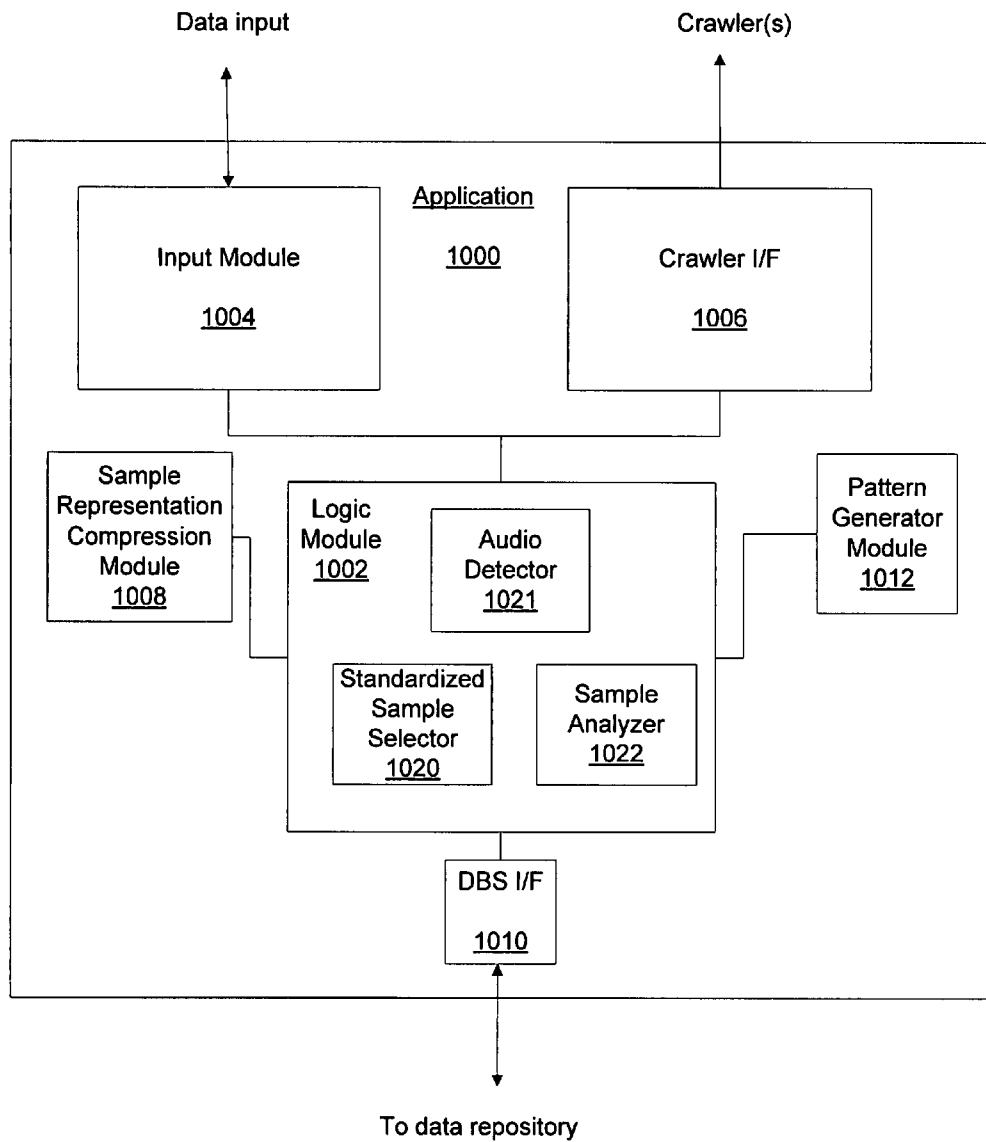 Data input
Crawler(s)
Application
1000
Input Module
1004
Crawler I/F
1006
Sample
Representation
Compression
Module
1008
Logic
Module
1002
Audio
Detector
1021
Pattern
Generator
Module
1012
Standardized
Sample
Selector
1020
Sample
Analyzer
1022
DBS I/F
1010
To data repository